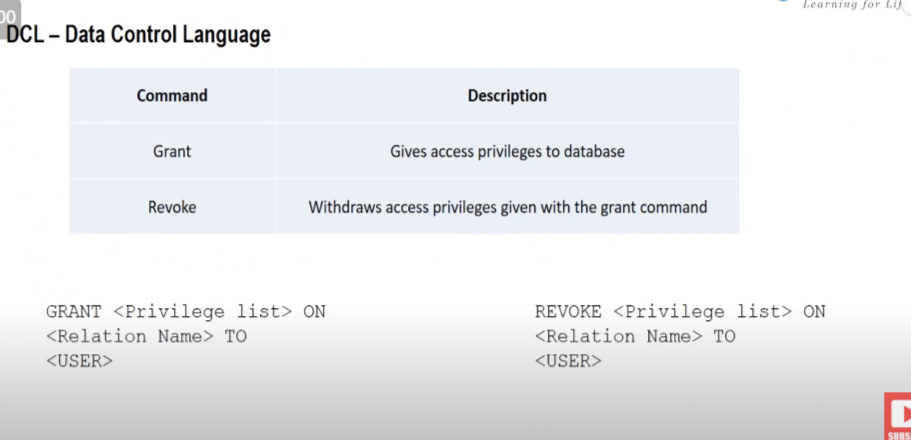 00
Learning for Lif
DCL – Data Control Language
Command Description
Grant Gives access privileges to database
Revoke Withdraws access privileges given with the grant command
GRANT <Privilege list> ON
<Relation Name> TO
<USER>
REVOKE <Privilege list> ON
<Relation Name> TO
<USER>
SUBS